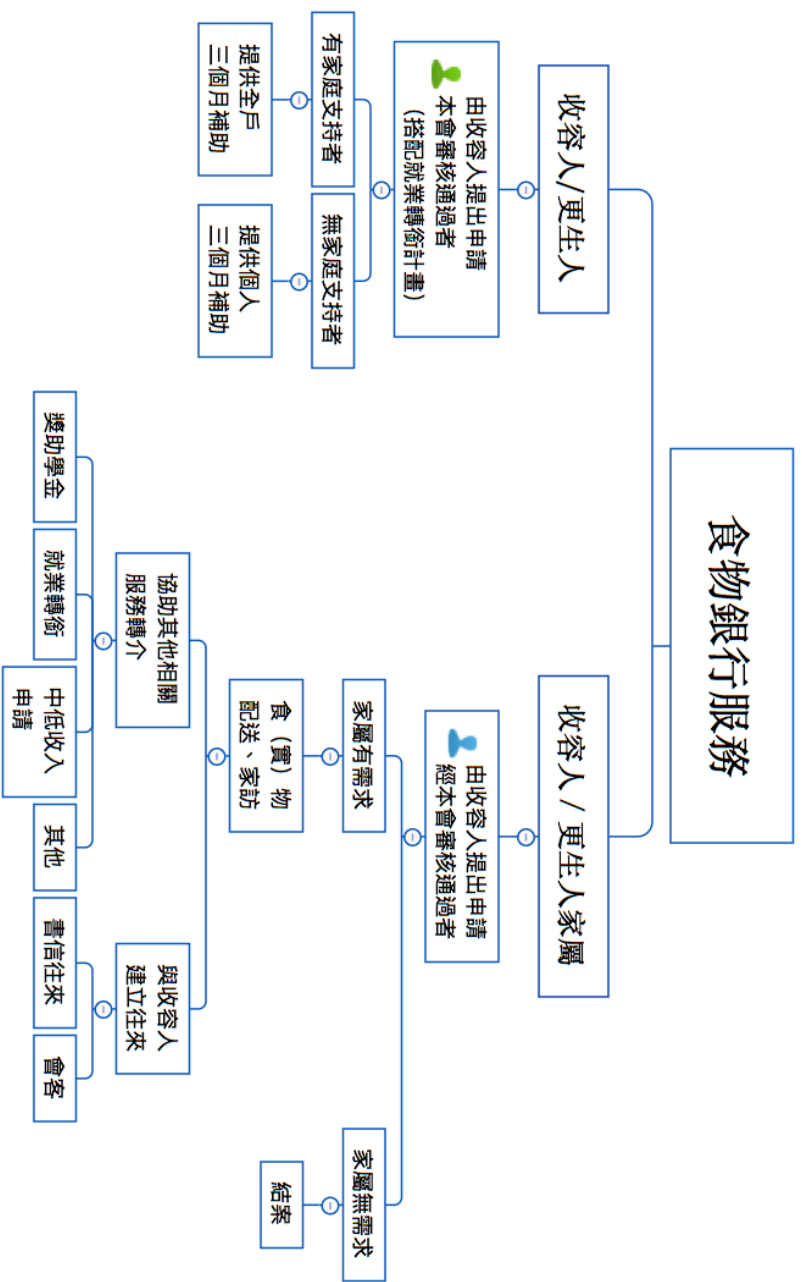 食物銀行服務
收容人/更生人
由收容人提出申請
本會審核通過者
(搭配就業轉銜計畫)
有家庭支持者
提供全戶
三個月補助
無家庭支持者
提供個人
三個月補助
收容人 / 更生人家屬
由收容人提出申請
經本會審核通過者
家屬有需求
食（實）物
配送、家訪
協助其他相關
服務轉介
獎助學金
就業轉銜
中低收入
申請
其他
與收容人
建立往來
書信往來
會客
家屬無需求
結案